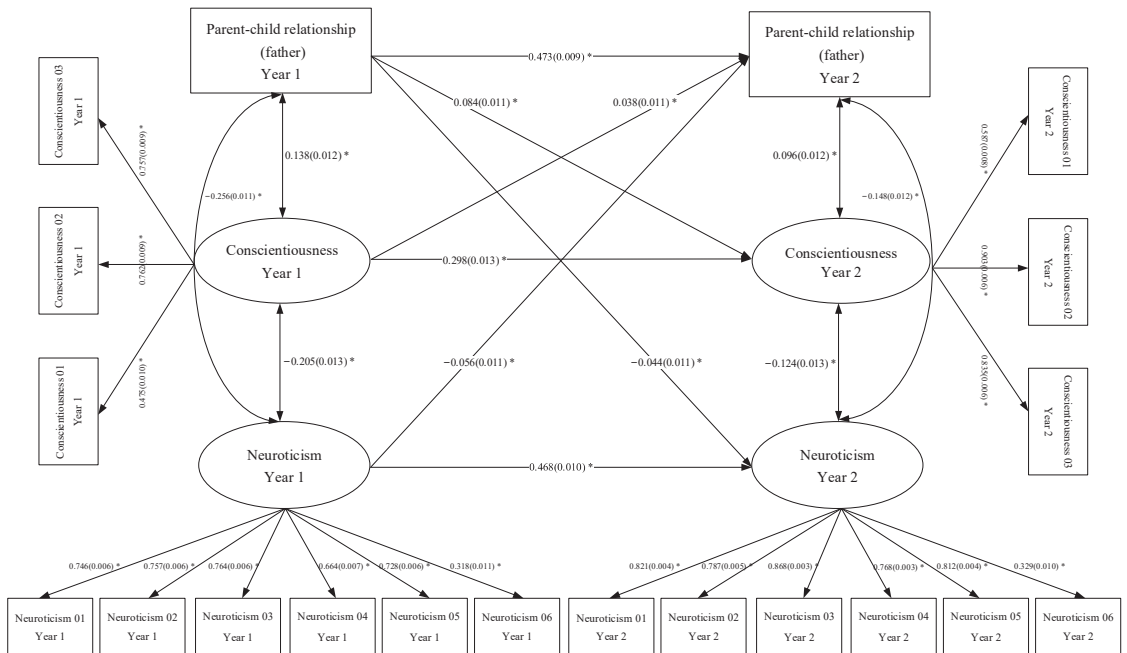 Parent-child relationship
(father)
Year 1
Parent-child relationship
(father)
Year 2
0.473(0.009) *
0.084(0.011) *
0.038(0.011) *
Conscientiousness 03
Year 1
0.757(0.009) *
Conscientiousness 01
Year 2
0.587(0.008) *
0.138(0.012) *
0.096(0.012) *
−0.256(0.011) *
−0.148(0.012) *
Conscientiousness 02
Year 1
0.762(0.009) *
Conscientiousness
Year 1
0.298(0.013) *
Conscientiousness
Year 2
0.903(0.006) *
Conscientiousness 02
Year 2
−0.205(0.013) *
−0.056(0.011) *
−0.044(0.011) *
−0.124(0.013) *
Conscientiousness 01
Year 1
0.475(0.010) *
0.835(0.006) *
Conscientiousness 03
Year 2
Neuroticism
Year 1
0.468(0.010) *
Neuroticism
Year 2
0.746(0.006) *
0.757(0.006) *
0.764(0.006) *
0.664(0.007) *
0.728(0.006) *
0.318(0.011) *
0.821(0.004) *
0.787(0.005) *
0.868(0.003) *
0.768(0.003) *
0.812(0.004) *
0.329(0.010) *
Neuroticism 01
Year 1
Neuroticism 02
Year 1
Neuroticism 03
Year 1
Neuroticism 04
Year 1
Neuroticism 05
Year 1
Neuroticism 06
Year 1
Neuroticism 01
Year 2
Neuroticism 02
Year 2
Neuroticism 03
Year 2
Neuroticism 04
Year 2
Neuroticism 05
Year 2
Neuroticism 06
Year 2